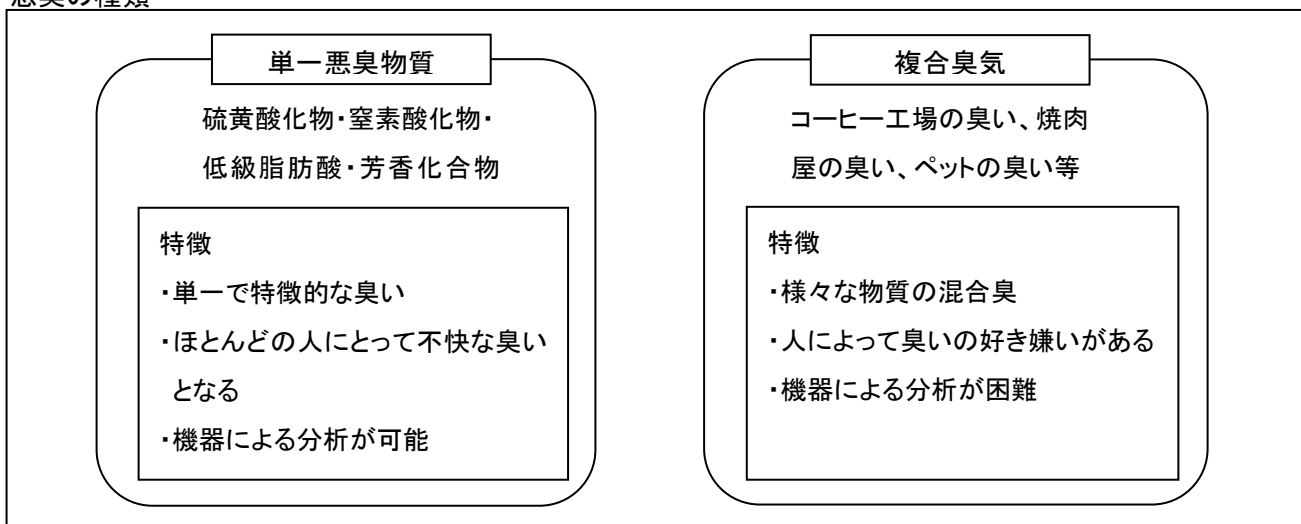 悪臭の種類
単一悪臭物質
硫黄酸化物・窒素酸化物・
低級脂肪酸・芳香化合物
特徴
・単一で特徴的な臭い
・ほとんどの人にとって不快な臭い
となる
・機器による分析が可能
複合臭気
コーヒー工場の臭い、焼肉
屋の臭い、ペットの臭い等
特徴
・様々な物質の混合臭
・人によって臭いの好き嫌いがある
・機器による分析が困難